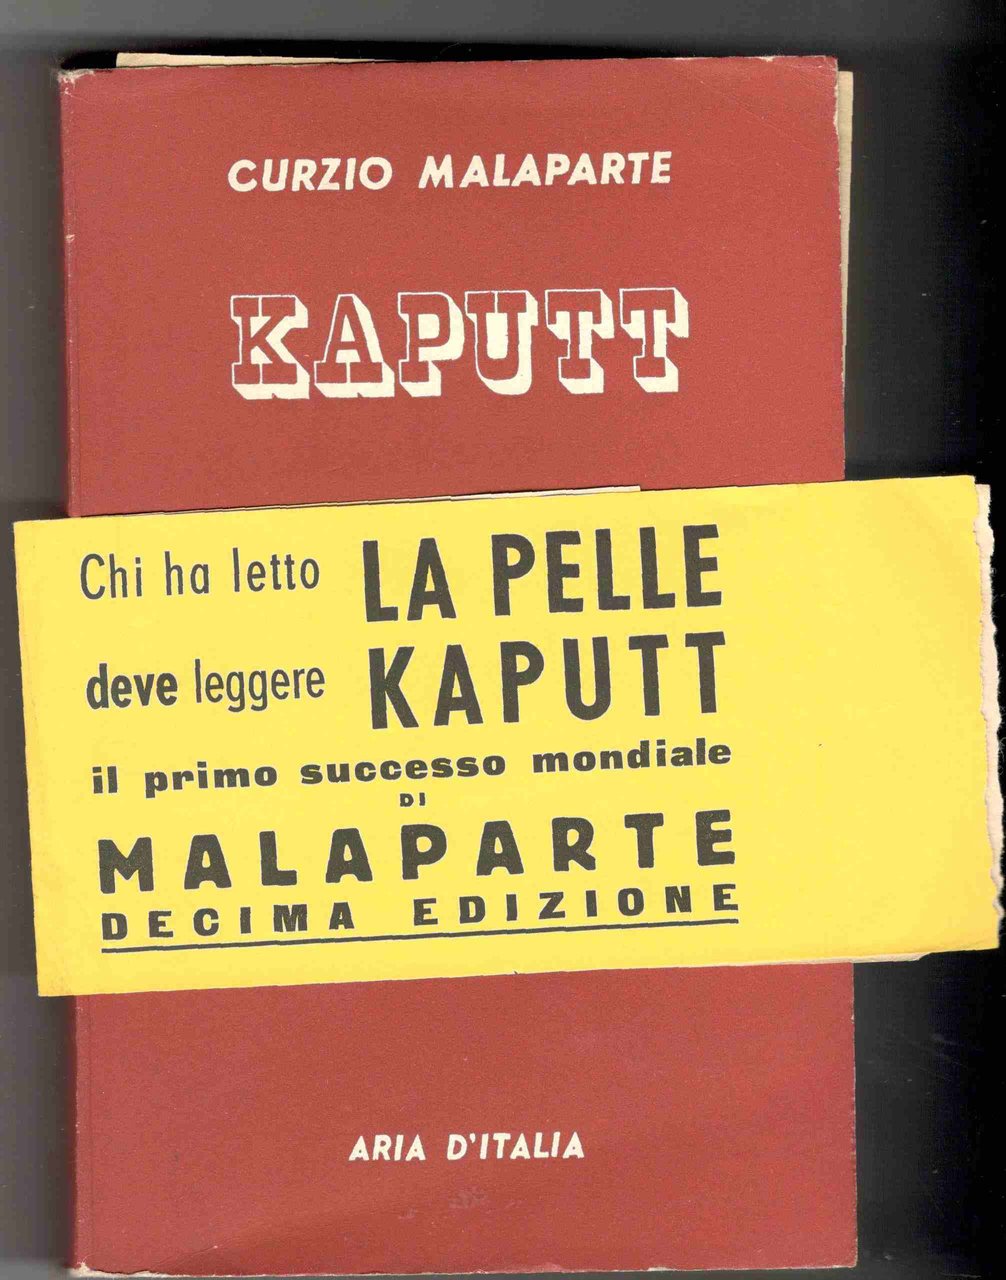 CURZIO MALAPARTE
KAPUTT
Chi ha letto LA PELLE
deve leggere KAPUTT
il primo successo mondiale
DI
MALAPARTE
DECIMA EDIZIONE
ARIA D'ITALIA